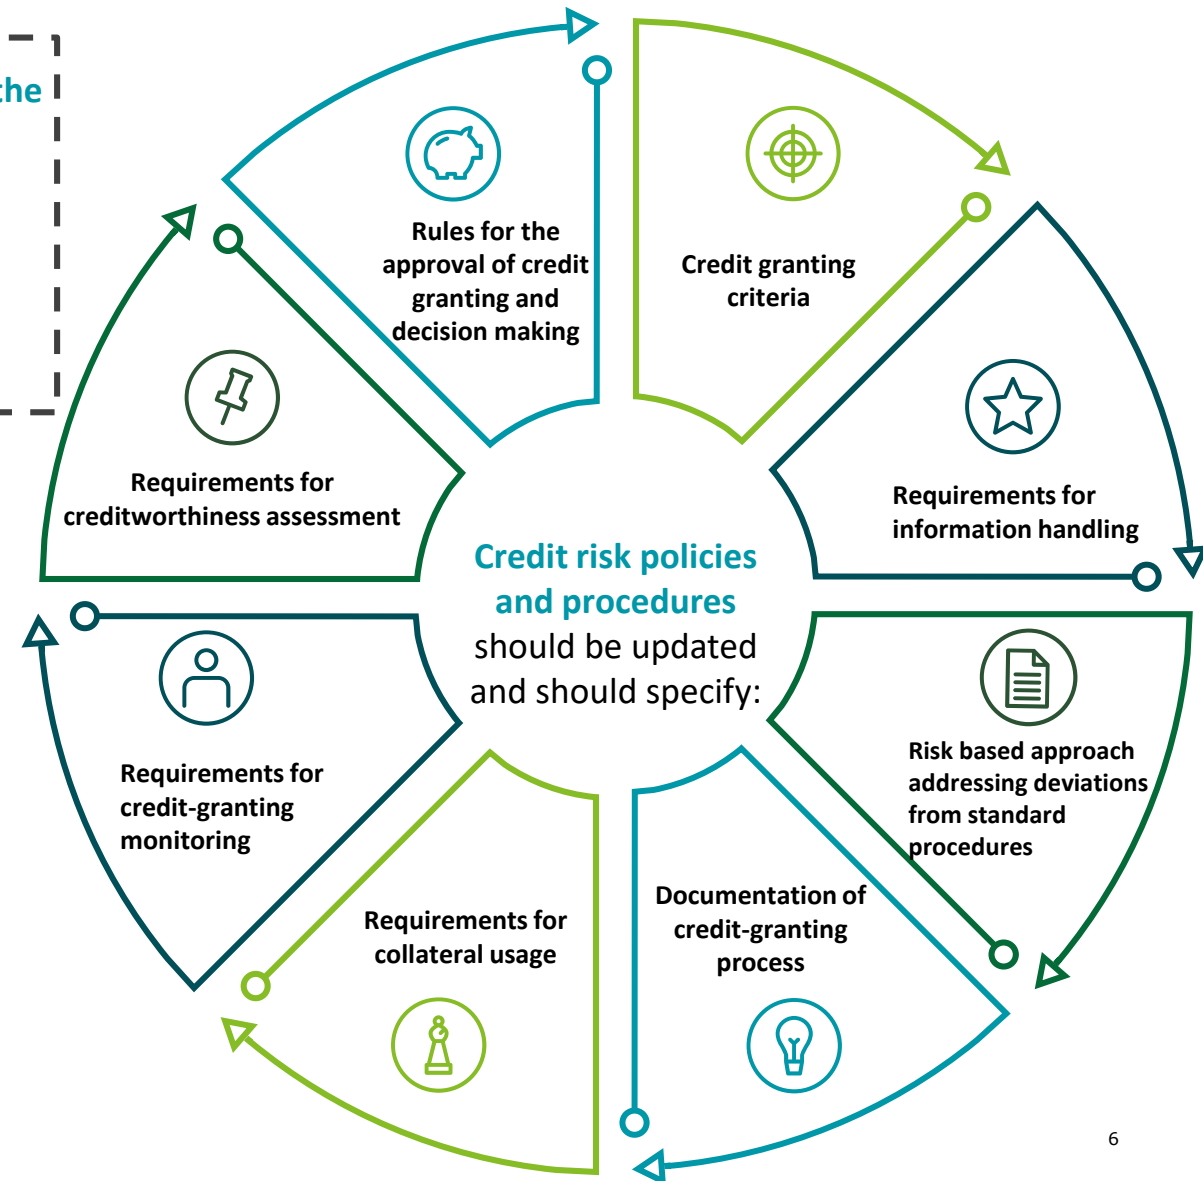 the
Rules for the
approval of credit
granting and
decision making
Credit granting
criteria
Requirements for
creditworthiness assessment
Requirements for
information handling
Credit risk policies
and procedures
should be updated
and should specify:
Requirements for
credit-granting
monitoring
Risk based approach
addressing deviations
from standard
procedures
Requirements for
collateral usage
Documentation of
credit-granting
process
6